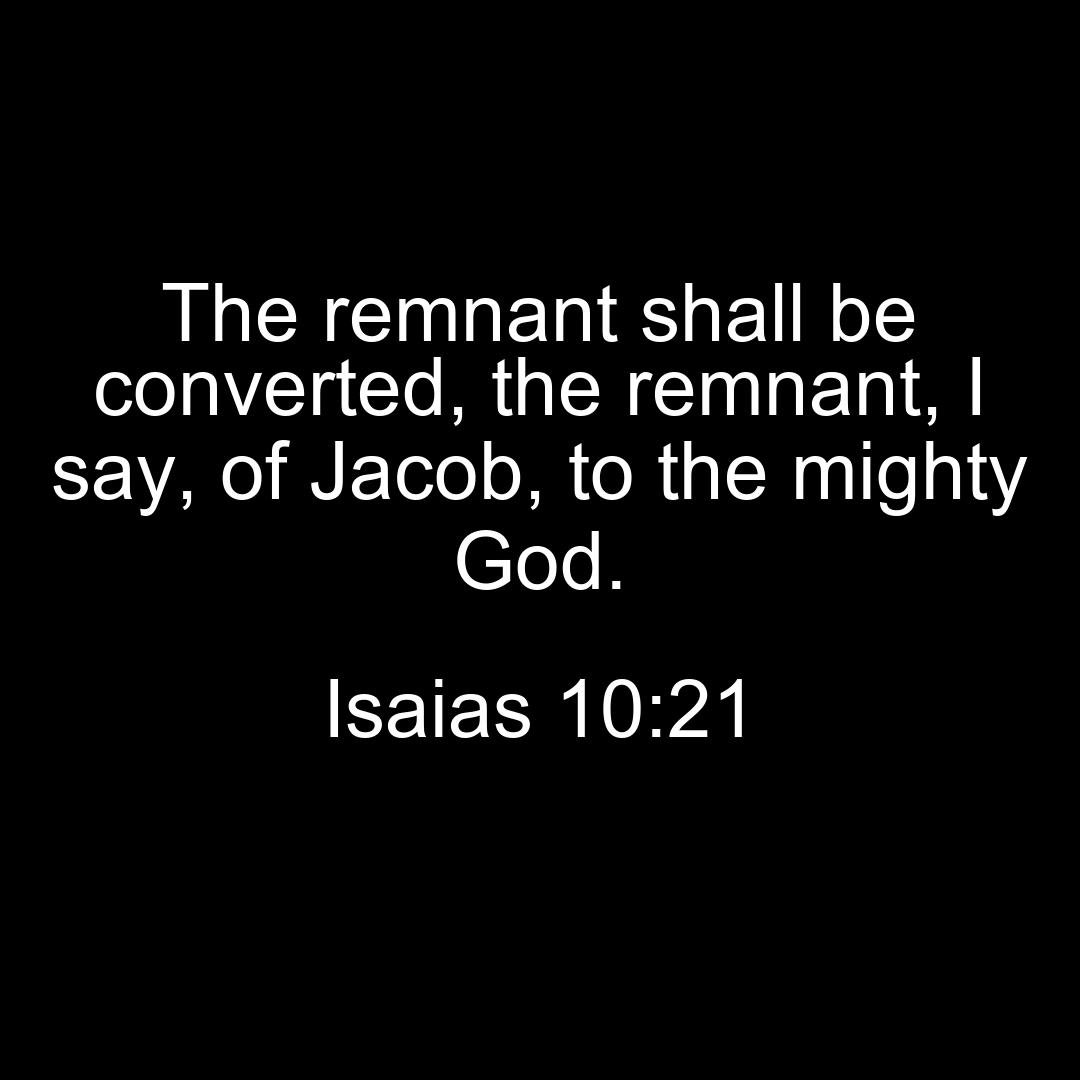 The remnant shall be
converted, the remnant, I
say, of Jacob, to the mighty
God.
Isaias 10:21